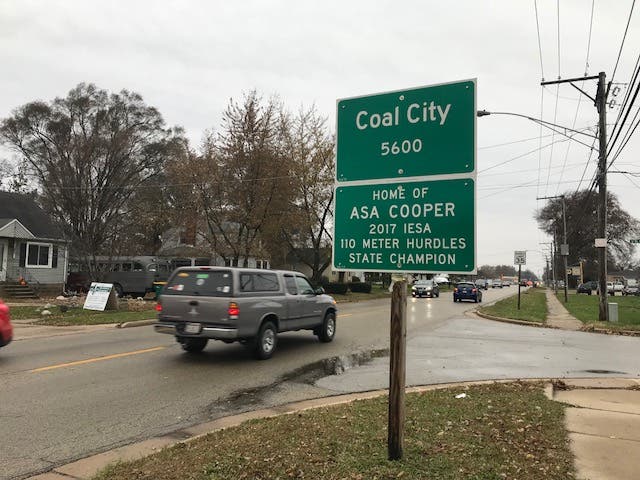 Coal City
5600
HOME OF
ASA COOPER
2017 IESA
110 METER HURDLES
STATE CHAMPION